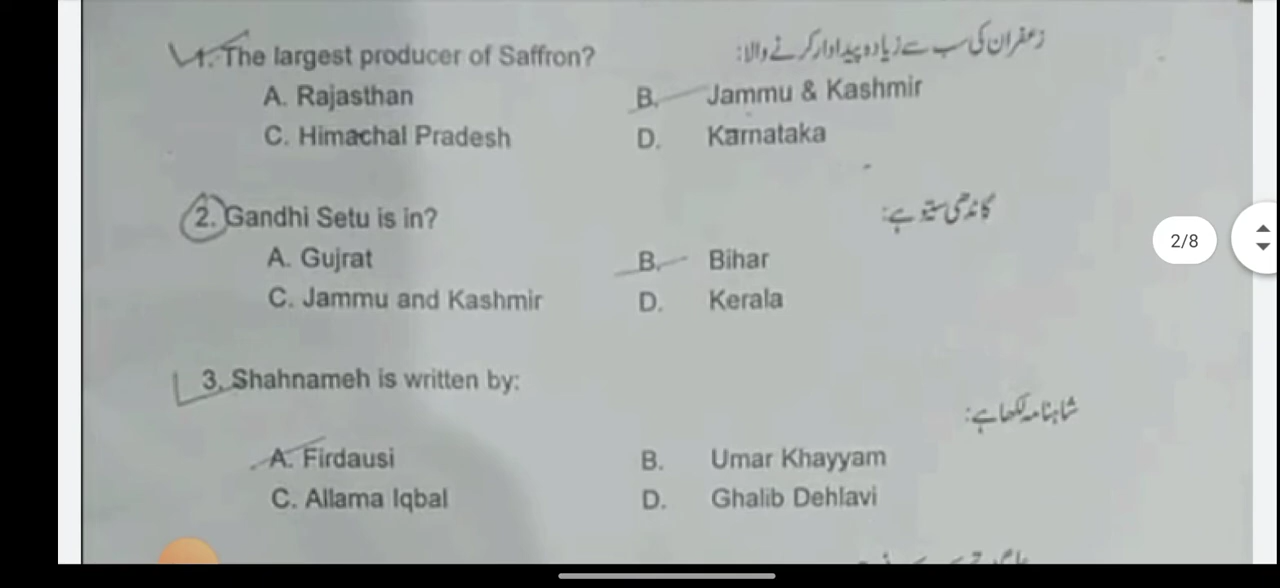 1. The largest producer of Saffron?
زعفران کی سب سے زیادہ پیداوار کرنے والا:
A. Rajasthan
B. Jammu & Kashmir
C. Himachal Pradesh
D. Karnataka
2. Gandhi Setu is in?
گاندھی سیتو ہے:
A. Gujrat
B. Bihar
C. Jammu and Kashmir
D. Kerala
2/8
3. Shahnameh is written by:
شاہنامہ لکھا ہے:
A. Firdausi
B. Umar Khayyam
C. Allama Iqbal
D. Ghalib Dehlavi